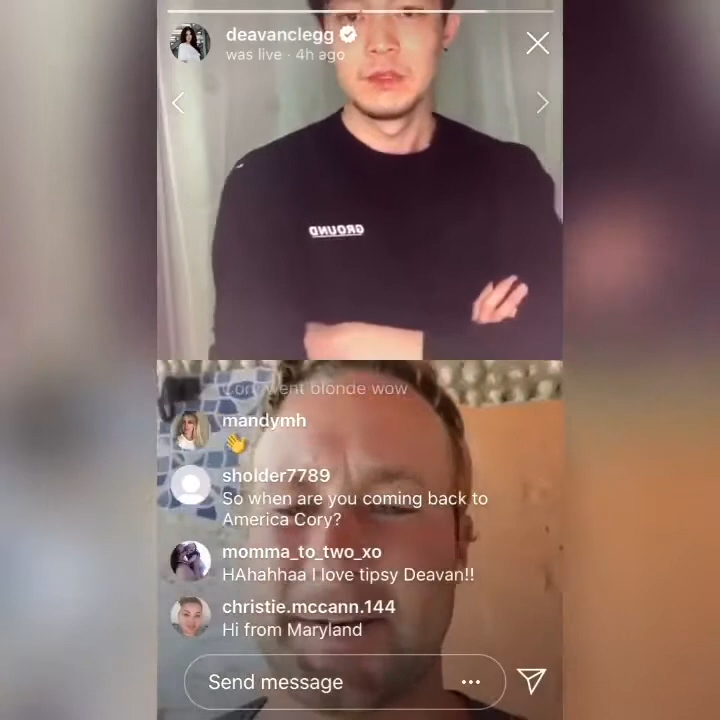 deavanclegg
was live · 4h ago
GROUND
Cory went blonde wow
mandymh
👋
sholder7789
So when are you coming back to
America Cory?
momma_to_two_xo
HAhahhaa I love tipsy Deavan!!
christie.mccann.144
Hi from Maryland
Send message